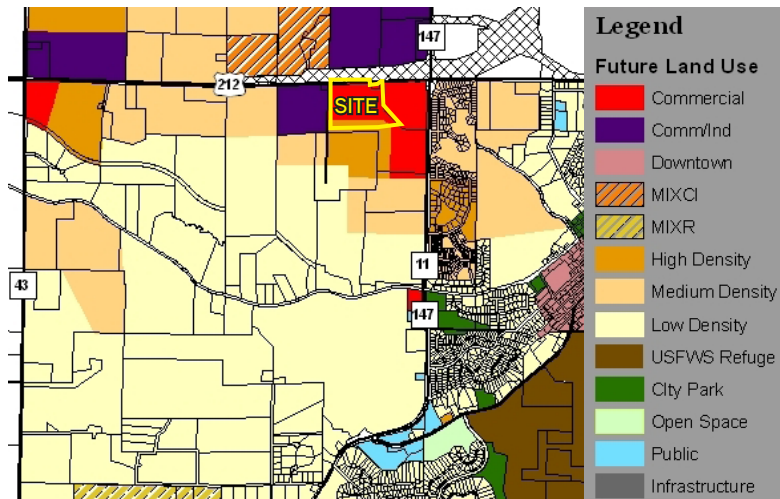 147
212
SITE
43
11
147
Legend
Future Land Use
Commercial
Comm/Ind
Downtown
MIXCI
MIXR
High Density
Medium Density
Low Density
USFWS Refuge
CIty Park
Open Space
Public
Infrastructure